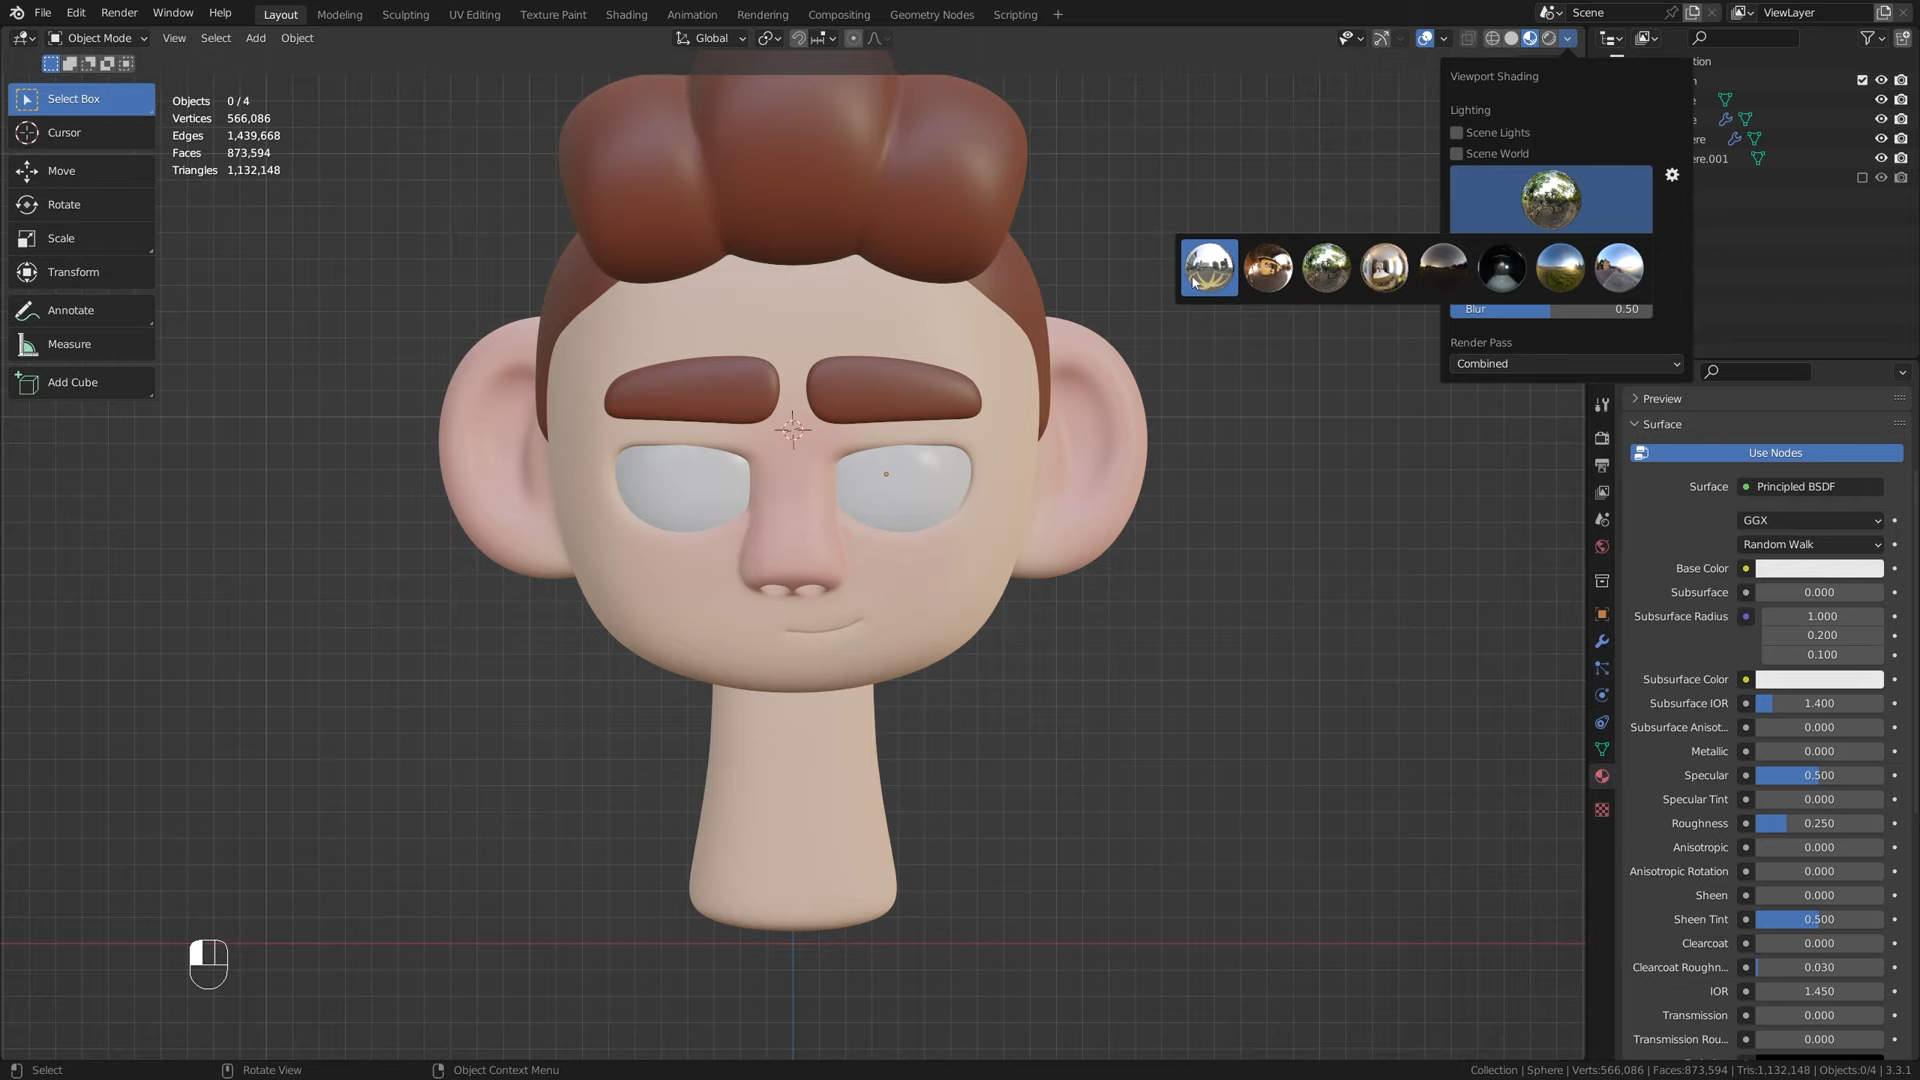 File Edit Render Window Help Layout Modeling Sculpting UV Editing Texture Paint Shading Animation Rendering Compositing Geometry Nodes Scripting + Scene ViewLayer
Object Mode View Select Add Object Global
Select Box
Cursor
Move
Rotate
Scale
Transform
Annotate
Measure
Add Cube
Objects 0 / 4
Vertices 566,086
Edges 1,439,668
Faces 873,594
Triangles 1,132,148
Viewport Shading
Lighting
Scene Lights
Scene World
Blur 0.50
Render Pass
Combined
tion
n
e
e
ere
ere.001
Preview
Surface
Use Nodes
Surface Principled BSDF
GGX
Random Walk
Base Color
Subsurface 0.000
Subsurface Radius 1.000
0.200
0.100
Subsurface Color
Subsurface IOR 1.400
Subsurface Anisot... 0.000
Metallic 0.000
Specular 0.500
Specular Tint 0.000
Roughness 0.250
Anisotropic 0.000
Anisotropic Rotation 0.000
Sheen 0.000
Sheen Tint 0.500
Clearcoat 0.000
Clearcoat Roughn... 0.030
IOR 1.450
Transmission 0.000
Transmission Rou... 0.000
Select Rotate View Object Context Menu Collection | Sphere | Verts:566,086 | Faces:873,594 | Tris:1,132,148 | Objects:0/4 | 3.3.1